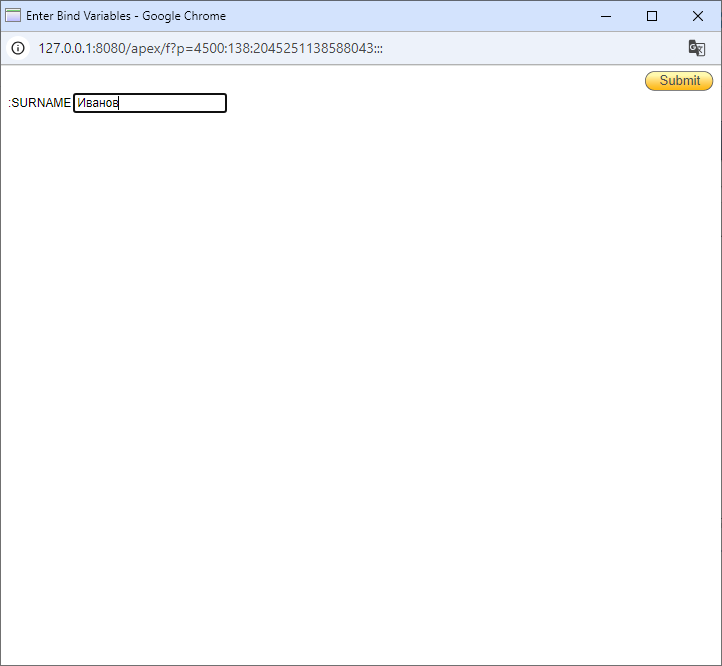 Enter Bind Variables - Google Chrome
127.0.0.1:8080/apex/f?p=4500:138:2045251138588043:::
Submit
:SURNAME Иванов